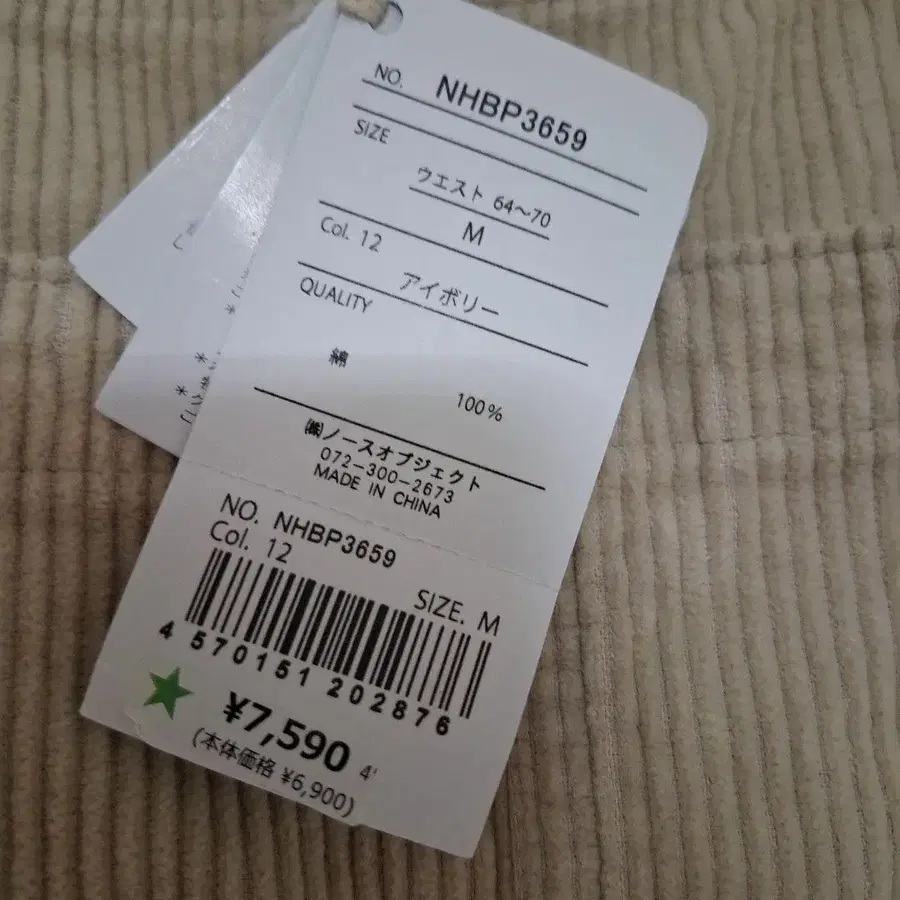 NO. NHBP3659
SIZE
ウエスト 64～70
M
Col. 12
アイボリー
QUALITY
綿
100%
㈱ノースオブジェクト
072-300-2673
MADE IN CHINA
NO. NHBP3659
Col. 12
SIZE. M
4 570151 202876
¥7,590
(本体価格 ¥6,900)